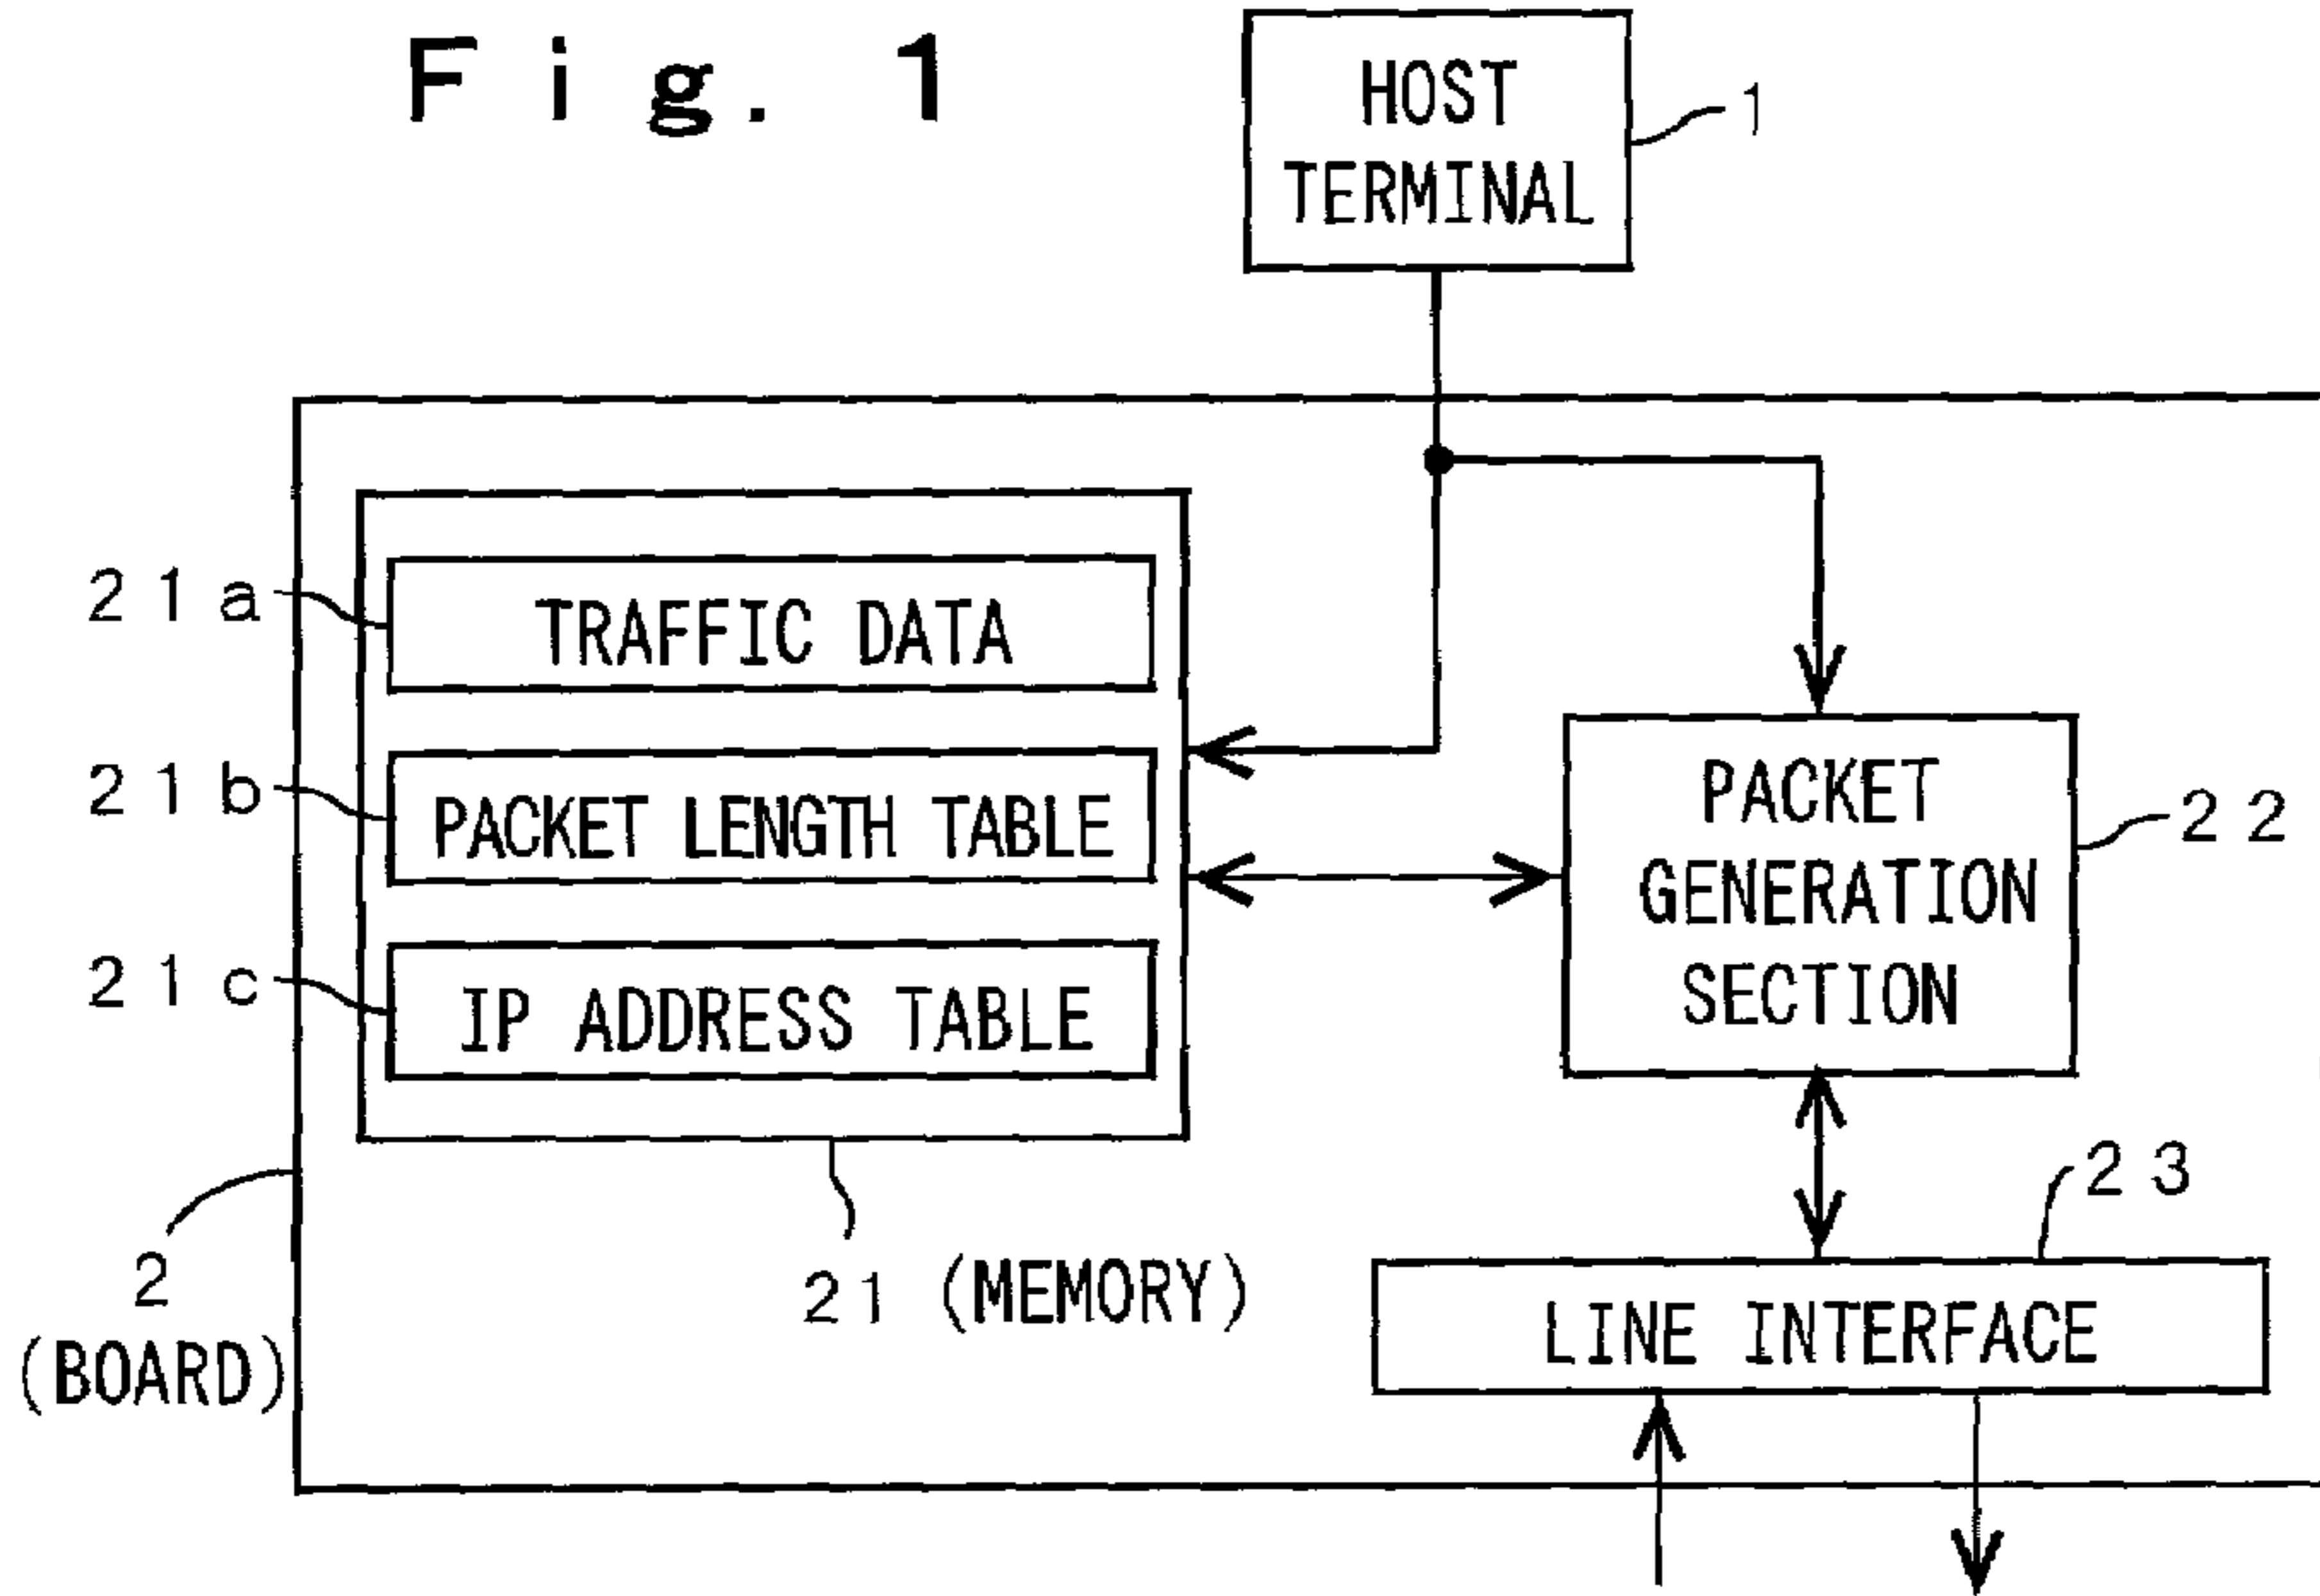 Fig. 1
HOST
TERMINAL
1
21a
TRAFFIC DATA
21b
PACKET LENGTH TABLE
21c
IP ADDRESS TABLE
PACKET
GENERATION
SECTION
22
23
2
(BOARD)
21 (MEMORY)
LINE INTERFACE